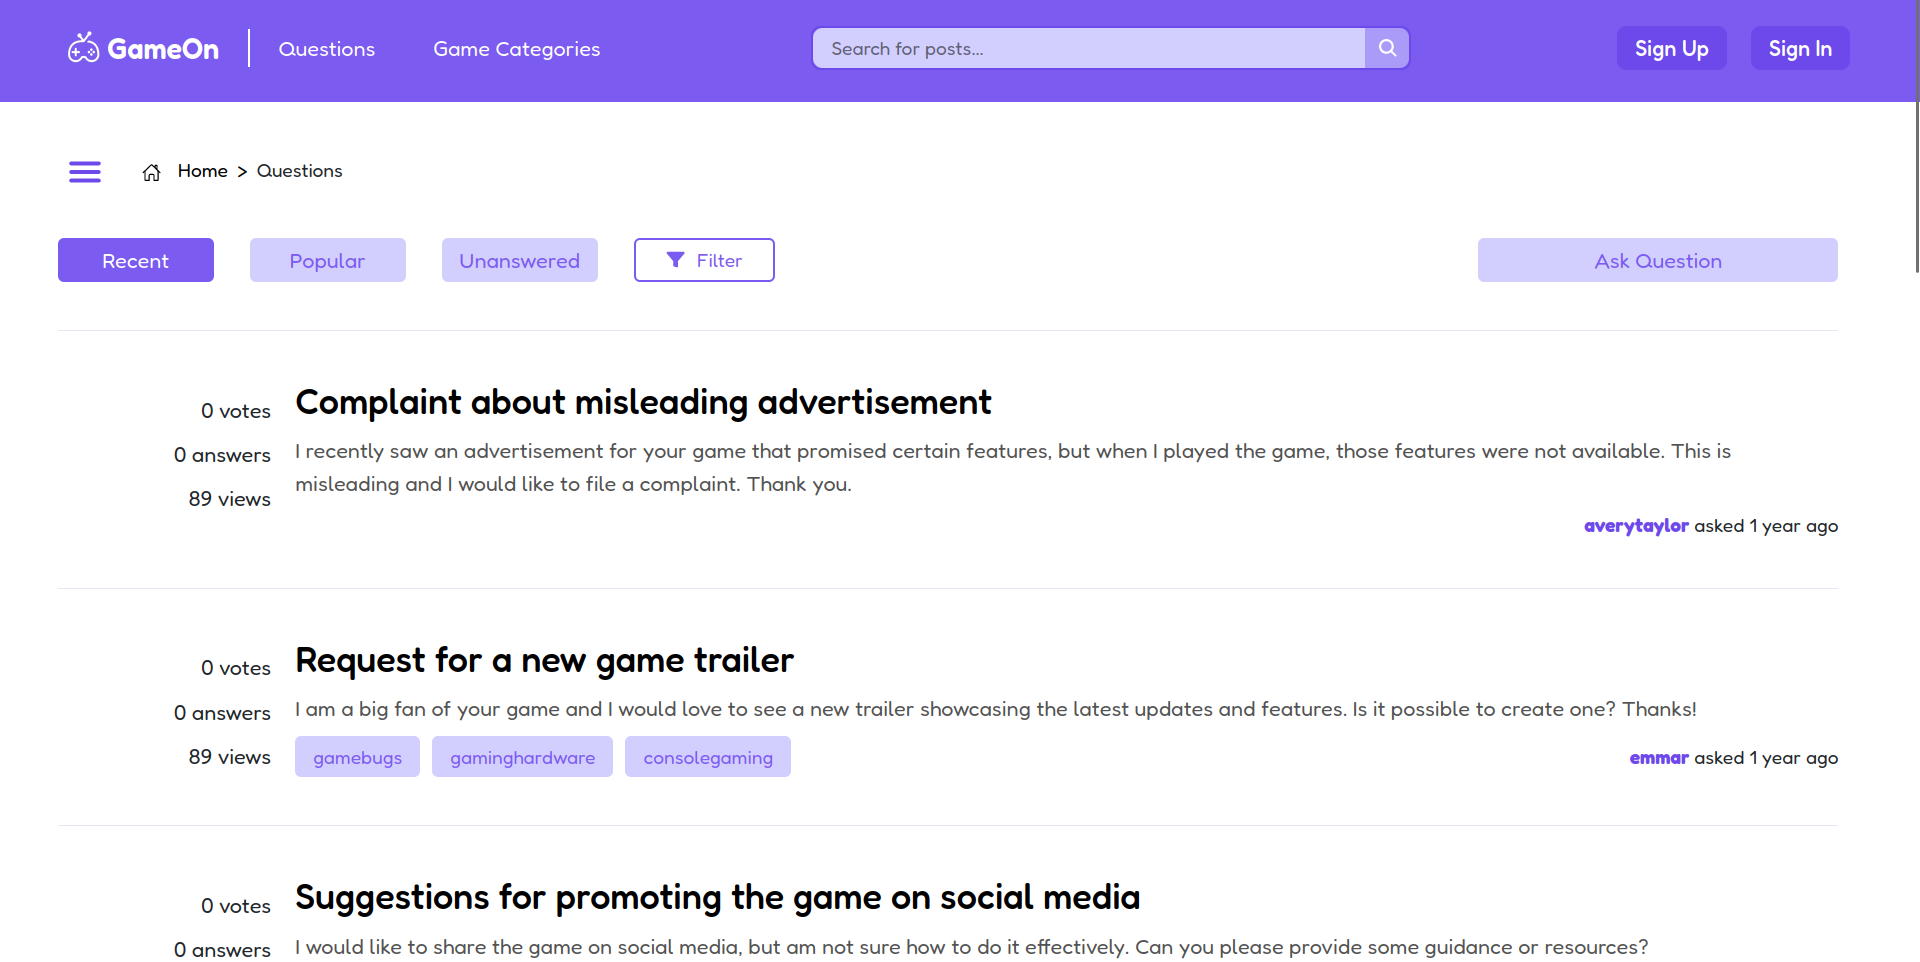 GameOn
Questions
Game Categories
Search for posts...
Sign Up
Sign In
Home > Questions
Recent
Popular
Unanswered
Filter
Ask Question
0 votes
0 answers
89 views
Complaint about misleading advertisement
I recently saw an advertisement for your game that promised certain features, but when I played the game, those features were not available. This is
misleading and I would like to file a complaint. Thank you.
averytaylor asked 1 year ago
0 votes
0 answers
89 views
Request for a new game trailer
I am a big fan of your game and I would love to see a new trailer showcasing the latest updates and features. Is it possible to create one? Thanks!
gamebugs
gaminghardware
consolegaming
emmar asked 1 year ago
0 votes
0 answers
Suggestions for promoting the game on social media
I would like to share the game on social media, but am not sure how to do it effectively. Can you please provide some guidance or resources?